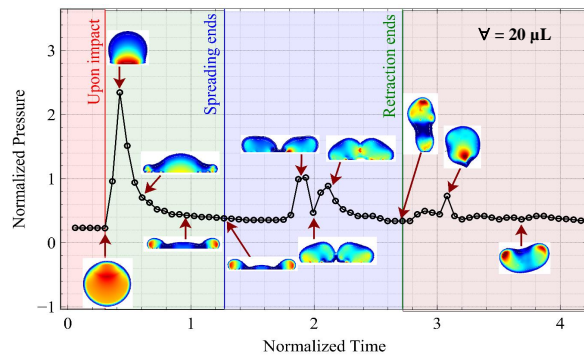 ∀ = 20 μL
Upon impact
Spreading ends
Retraction ends
Normalized Pressure
3
2
1
0
−1
0
1
2
3
4
Normalized Time